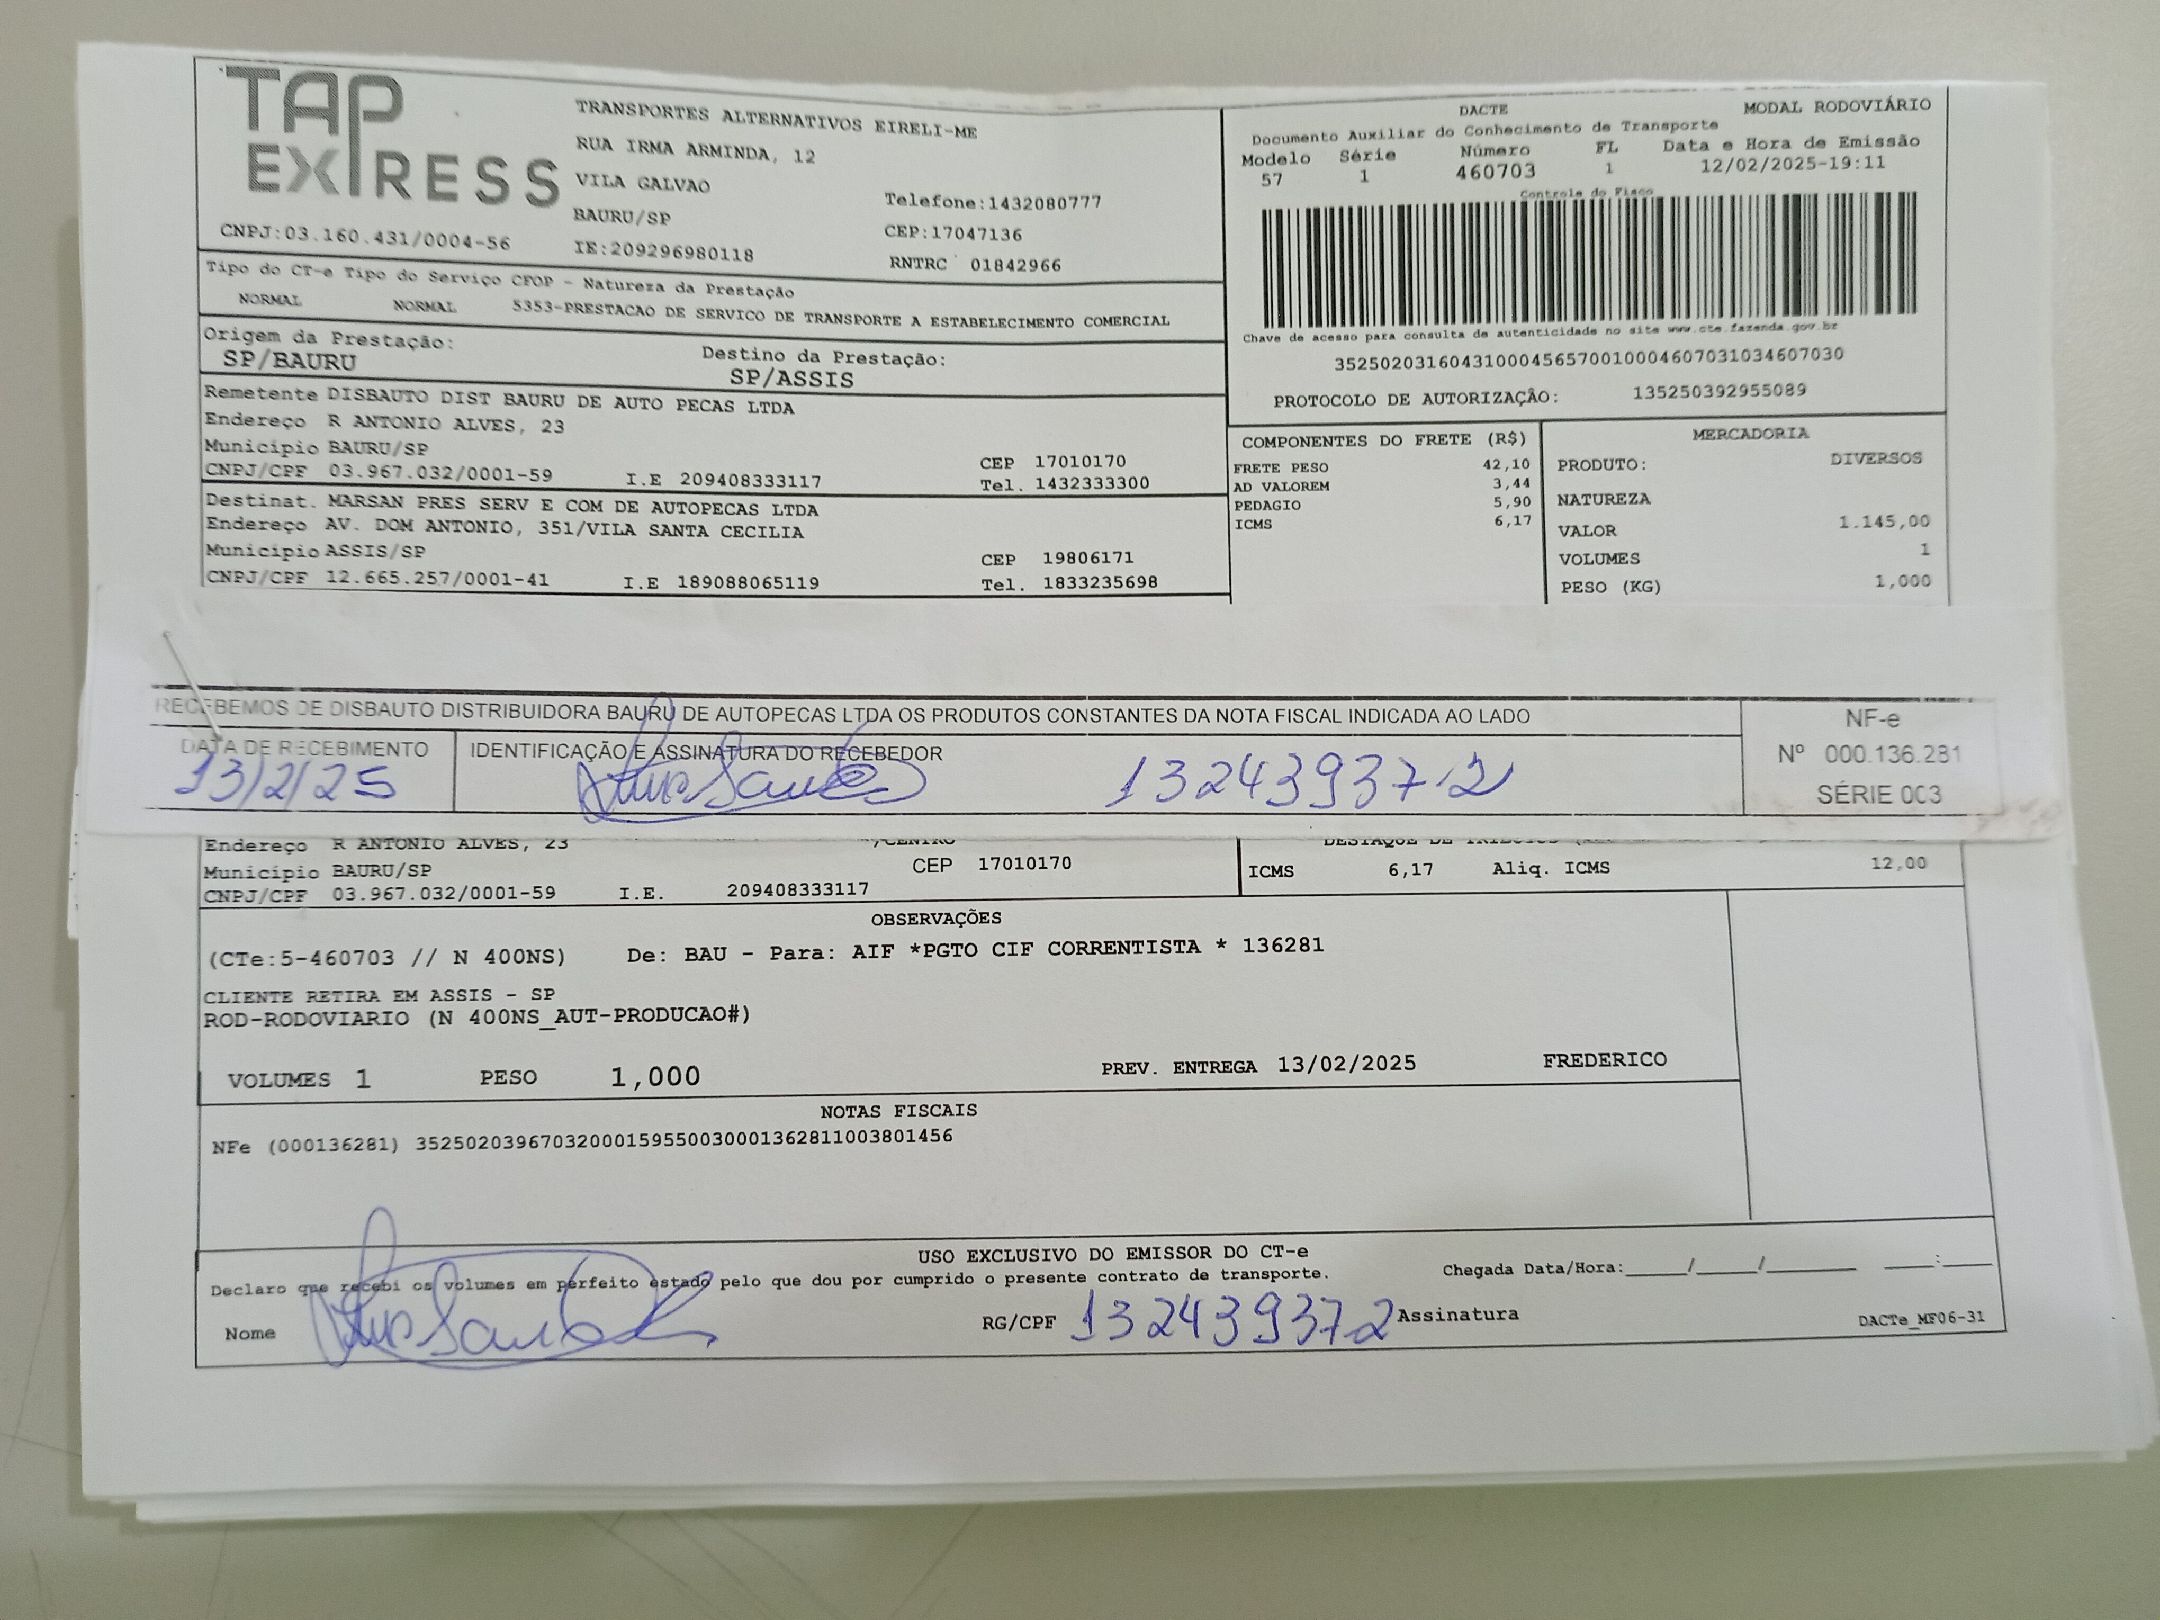 TAP
EXPRESS
CNPJ:03.160.431/0004-56
TRANSPORTES ALTERNATIVOS EIRELI-ME
RUA IRMA ARMINDA, 12
VILA GALVAO
BAURU/SP
IE:209296980118
Telefone:1432080777
CEP:17047136
RNTRC 01842966
DACTE MODAL RODOVIÁRIO
Documento Auxiliar do Conhecimento de Transporte
Modelo Série Número FL Data e Hora de Emissão
57 1 460703 1 12/02/2025-19:11
Controle do Fisco
Chave de acesso para consulta de autenticidade no site www.cte.fazenda.gov.br
35250203160431000456570010004607031034607030
PROTOCOLO DE AUTORIZAÇÃO: 135250392955089
Tipo do CT-e Tipo do Serviço CFOP - Natureza da Prestação
NORMAL NORMAL 5353-PRESTACAO DE SERVICO DE TRANSPORTE A ESTABELECIMENTO COMERCIAL
Origem da Prestação: Destino da Prestação:
SP/BAURU SP/ASSIS
Remetente DISBAUTO DIST BAURU DE AUTO PECAS LTDA
Endereço R ANTONIO ALVES, 23
Município BAURU/SP CEP 17010170
CNPJ/CPF 03.967.032/0001-59 I.E 209408333117 Tel. 1432333300
Destinat. MARSAN PRES SERV E COM DE AUTOPECAS LTDA
Endereço AV. DOM ANTONIO, 351/VILA SANTA CECILIA
Município ASSIS/SP CEP 19806171
CNPJ/CPF 12.665.257/0001-41 I.E 189088065119 Tel. 1833235698
COMPONENTES DO FRETE (R$)
FRETE PESO 42,10
AD VALOREM 3,44
PEDAGIO 5,90
ICMS 6,17
MERCADORIA
PRODUTO: DIVERSOS
NATUREZA
VALOR 1.145,00
VOLUMES 1
PESO (KG) 1,000
RECEBEMOS DE DISBAUTO DISTRIBUIDORA BAURU DE AUTOPECAS LTDA OS PRODUTOS CONSTANTES DA NOTA FISCAL INDICADA AO LADO
DATA DE RECEBIMENTO IDENTIFICAÇÃO E ASSINATURA DO RECEBEDOR
13/2/25 132439372
NF-e
Nº 000.136.281
SÉRIE 003
Endereço R ANTONIO ALVES, 23 /CENTRO
Município BAURU/SP CEP 17010170
CNPJ/CPF 03.967.032/0001-59 I.E. 209408333117
ICMS 6,17 Aliq. ICMS 12,00
OBSERVAÇÕES
(CTe:5-460703 // N 400NS) De: BAU - Para: AIF *PGTO CIF CORRENTISTA * 136281
CLIENTE RETIRA EM ASSIS - SP
ROD-RODOVIARIO (N 400NS_AUT-PRODUCAO#)
VOLUMES 1 PESO 1,000 PREV. ENTREGA 13/02/2025 FREDERICO
NOTAS FISCAIS
NFe (000136281) 35250203967032000159550030001362811003801456
USO EXCLUSIVO DO EMISSOR DO CT-e
Declaro que recebi os volumes em perfeito estado pelo que dou por cumprido o presente contrato de transporte. Chegada Data/Hora:_____/_____/_______ ____:____
Nome RG/CPF 132439372 Assinatura DACTe_MF06-31